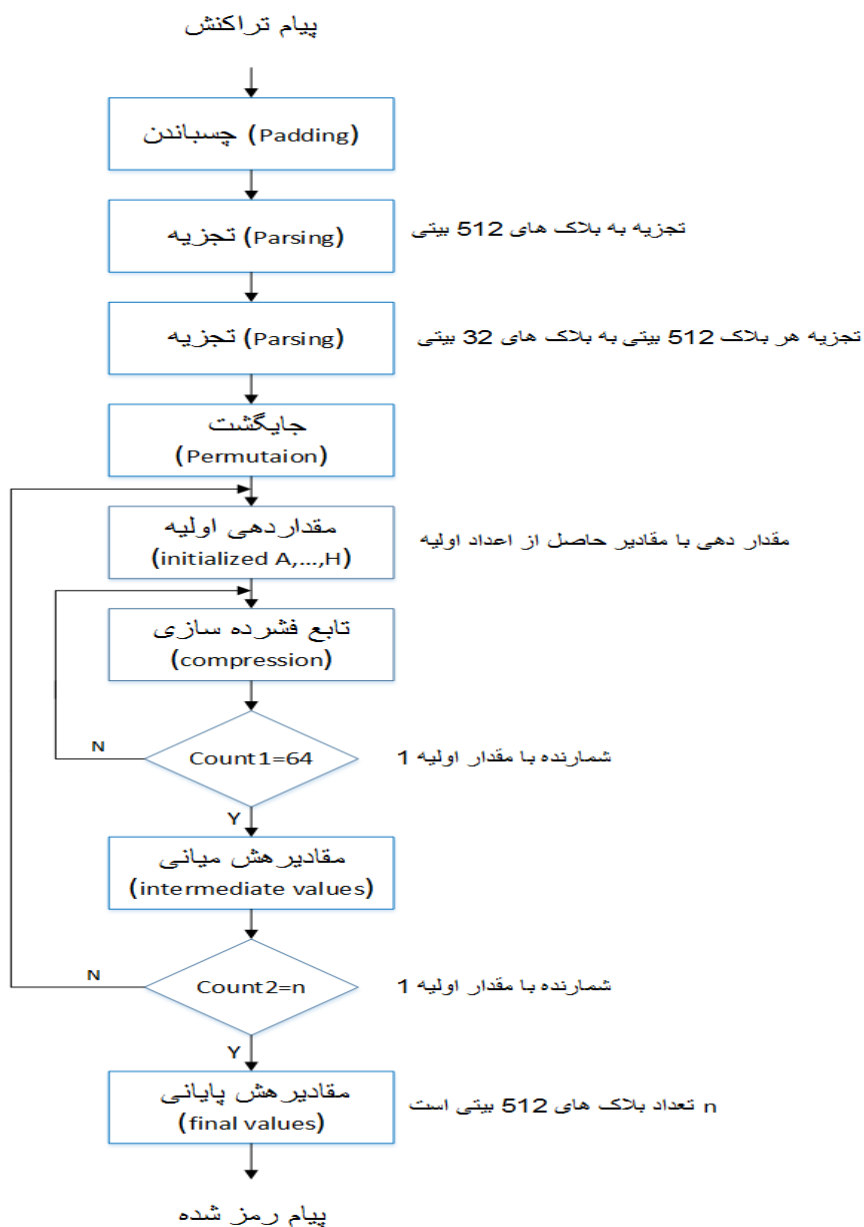 پیام تراکنش
چسباندن (Padding)
تجزیه (Parsing)
تجزیه به بلاک های 512 بیتی
تجزیه (Parsing)
تجزیه هر بلاک 512 بیتی به بلاک های 32 بیتی
جایگشت
(Permutaion)
مقداردهی اولیه
(initialized A,...,H)
مقدار دهی با مقادیر حاصل از اعداد اولیه
تابع فشرده سازی
(compression)
Count1=64
N
شمارنده با مقدار اولیه 1
Y
مقادیرهش میانی
(intermediate values)
Count2=n
N
شمارنده با مقدار اولیه 1
Y
مقادیرهش پایانی
(final values)
n تعداد بلاک های 512 بیتی است
پیام رمز شده